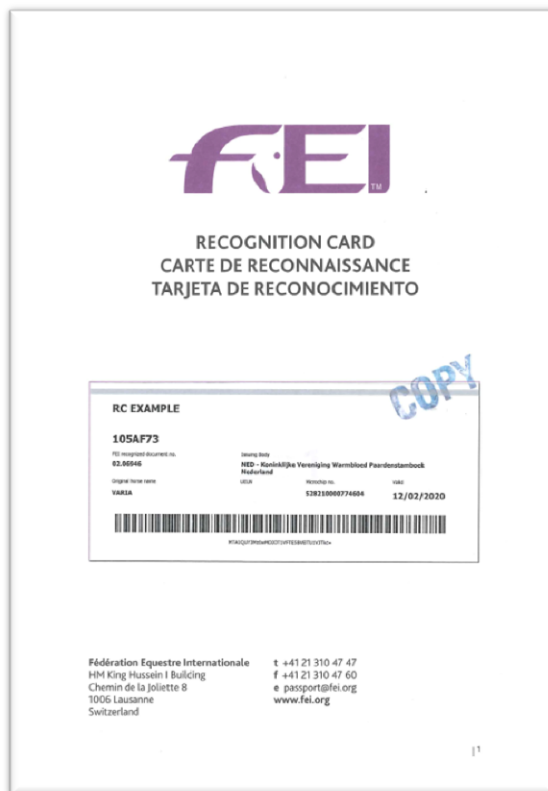 FEI
TM
RECOGNITION CARD
CARTE DE RECONNAISSANCE
TARJETA DE RECONOCIMIENTO
COPY
RC EXAMPLE
105AF73
FEI recognized document no.
Issuing Body
02.06946
NED - Koninklijke Vereniging Warmbloed Paardenstamboek
Nederland
Original horse name
UELN
Microchip no.
Valid
VARIA
528210000774604
12/02/2020
Fédération Equestre Internationale
t +41 21 310 47 47
HM King Hussein I Building
f +41 21 310 47 60
Chemin de la Joliette 8
e passport@fei.org
1006 Lausanne
www.fei.org
Switzerland
|1